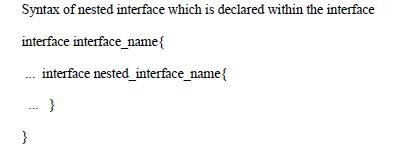 Syntax of nested interface which is declared within the interface
interface interface_name{
... interface nested_interface_name{
... }
}